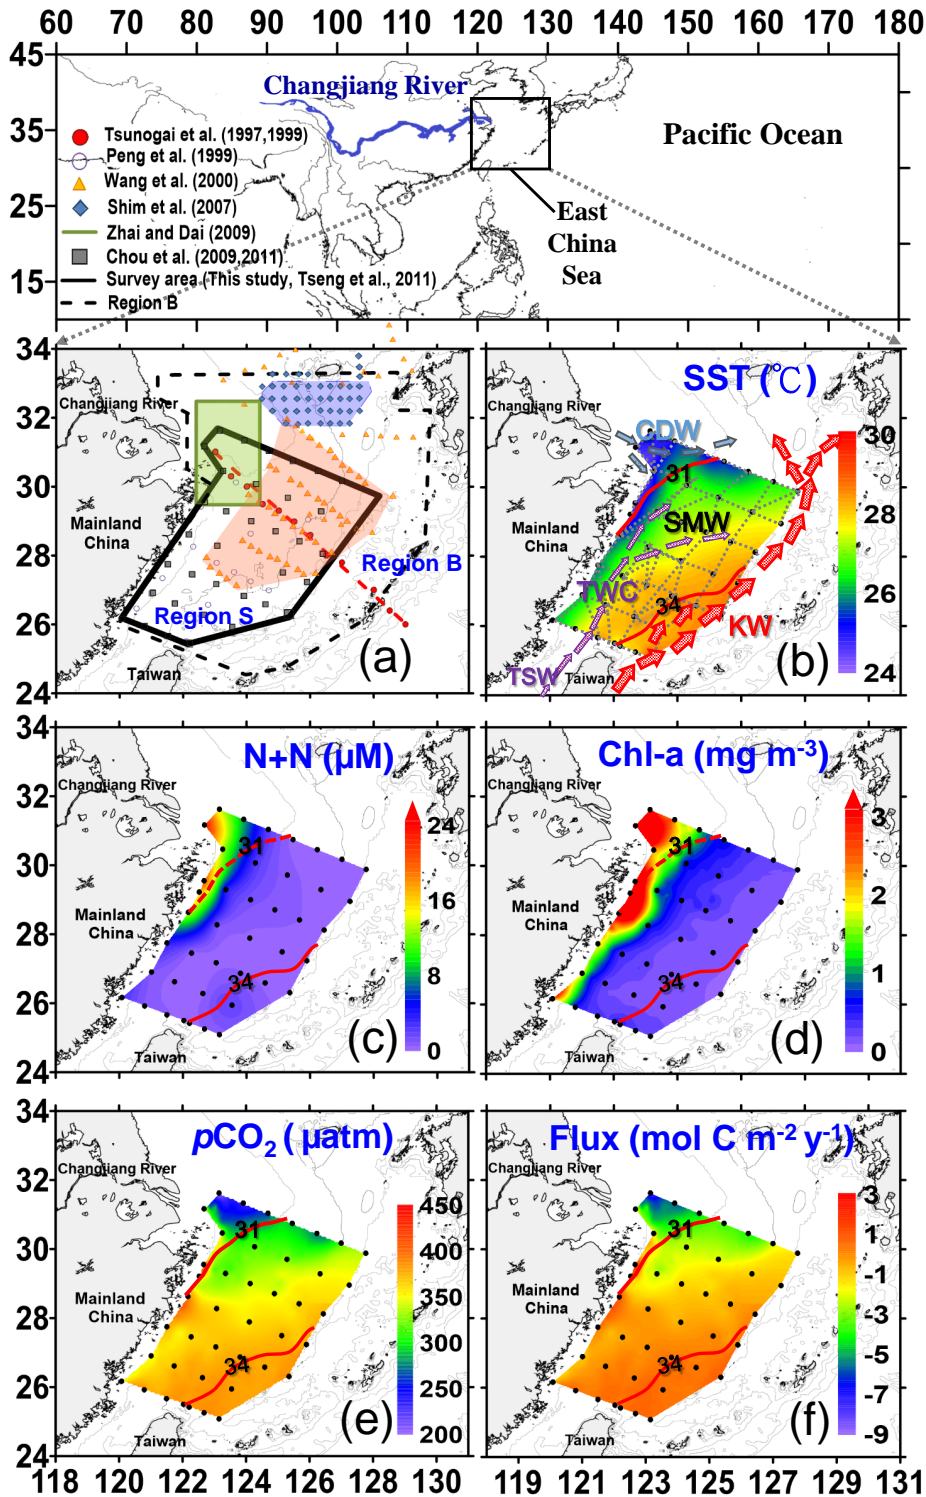 60 70 80 90 100 110 120 130 140 150 160 170 180
45
35
25
15
Changjiang River
Pacific Ocean
East
China
Sea
Tsunogai et al. (1997,1999)
Peng et al. (1999)
Wang et al. (2000)
Shim et al. (2007)
Zhai and Dai (2009)
Chou et al. (2009,2011)
Survey area (This study, Tseng et al., 2011)
Region B
34
32
30
28
26
24
Changjiang River
Mainland
China
Region B
Region S
Taiwan
(a)
SST (℃)
Changjiang River
CDW
31
SMW
Mainland
China
TWC
34
KW
TSW
Taiwan
(b)
30
28
26
24
34
32
30
28
26
24
N+N (µM)
Changjiang River
31
Mainland
China
34
Taiwan
(c)
24
16
8
0
Chl-a (mg m-3)
Changjiang River
31
Mainland
China
34
Taiwan
(d)
3
2
1
0
34
32
30
28
26
24
pCO2 ( µatm)
Changjiang River
31
Mainland
China
34
Taiwan
(e)
450
400
350
300
250
200
Flux (mol C m-2 y-1)
Changjiang River
31
Mainland
China
34
Taiwan
(f)
3
1
-1
-3
-5
-7
-9
118 120 122 124 126 128 130
119 121 123 125 127 129 131